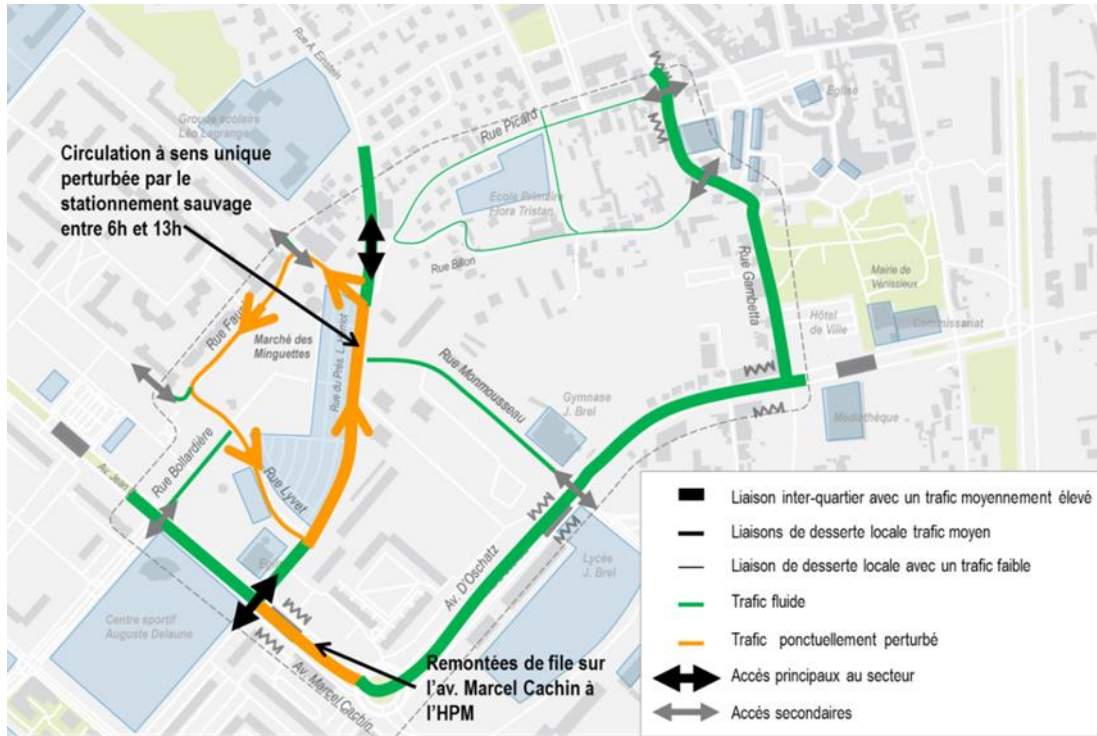 Rue A. Einstein
Groupe scolaire
Léo Lagrange
Circulation à sens unique
perturbée par le
stationnement sauvage
entre 6h et 13h
Rue Picard
Ecole Primaire
Flora Tristan
Rue Billon
Eglise
Rue Gambetta
Mairie de
Vénissieux
Hôtel
de Ville
Commissariat
Médiathèque
Rue Faure
Marché des
Minguettes
Rue du Prés. L.
Rue Monmousseau
Gymnase
J. Brel
Rue Bollardière
Rue Lyvet
Av. Jean
Av. D'Oschatz
Lycée
J. Brel
Centre sportif
Auguste Delaune
Av. Marcel Cachin
Remontées de file sur
l'av. Marcel Cachin à
l'HPM
Liaison inter-quartier avec un trafic moyennement élevé
Liaisons de desserte locale trafic moyen
Liaison de desserte locale avec un trafic faible
Trafic fluide
Trafic ponctuellement perturbé
Accès principaux au secteur
Accès secondaires